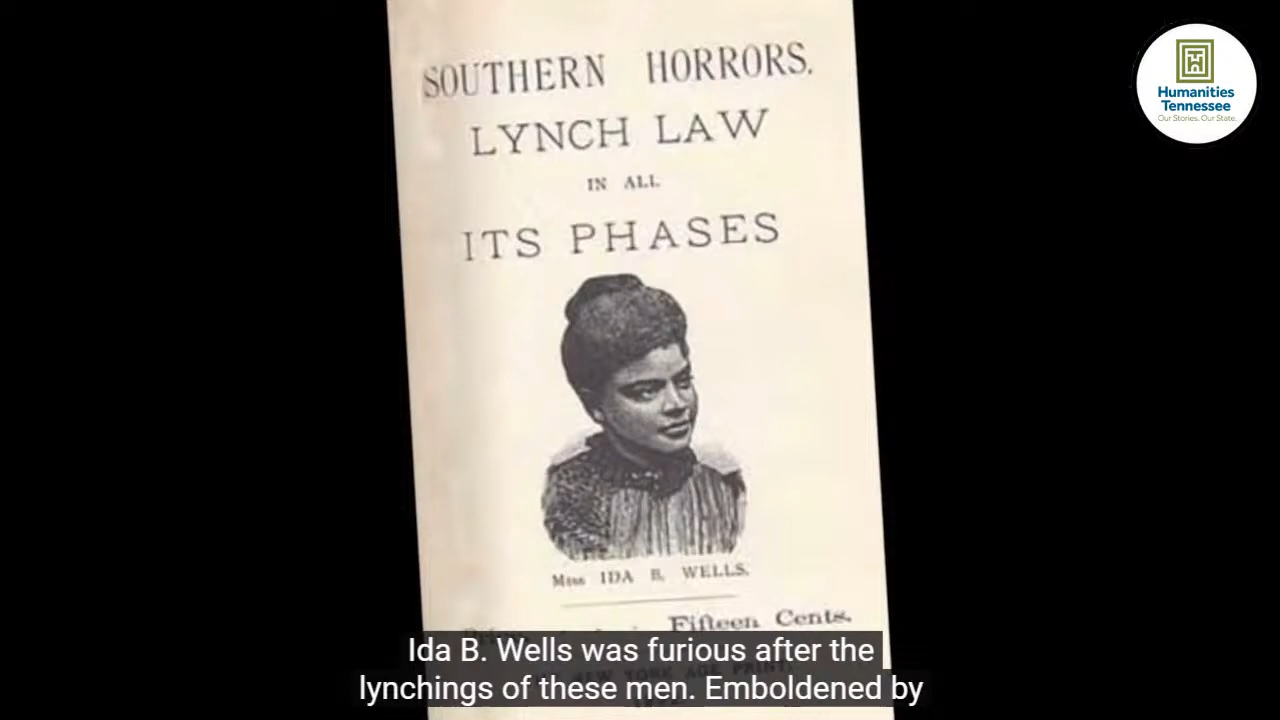 SOUTHERN HORRORS.
LYNCH LAW
IN ALL
ITS PHASES
Miss IDA B. WELLS.
Fifteen Cents.
Humanities
Tennessee
Our Stories. Our State.
Ida B. Wells was furious after the
lynchings of these men. Emboldened by